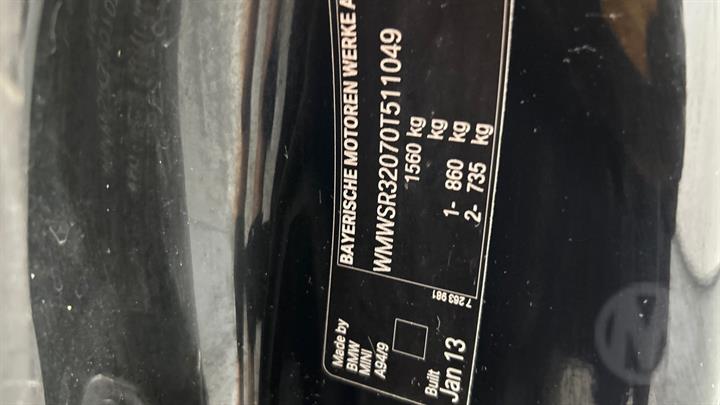 BAYERISCHE MOTOREN WERKE A
WMWSR32070T511049
1560 kg
kg
1- 860 kg
2- 735 kg
7 263 981
Made by
BMW
MINI
A94/9
Built
Jan 13
M